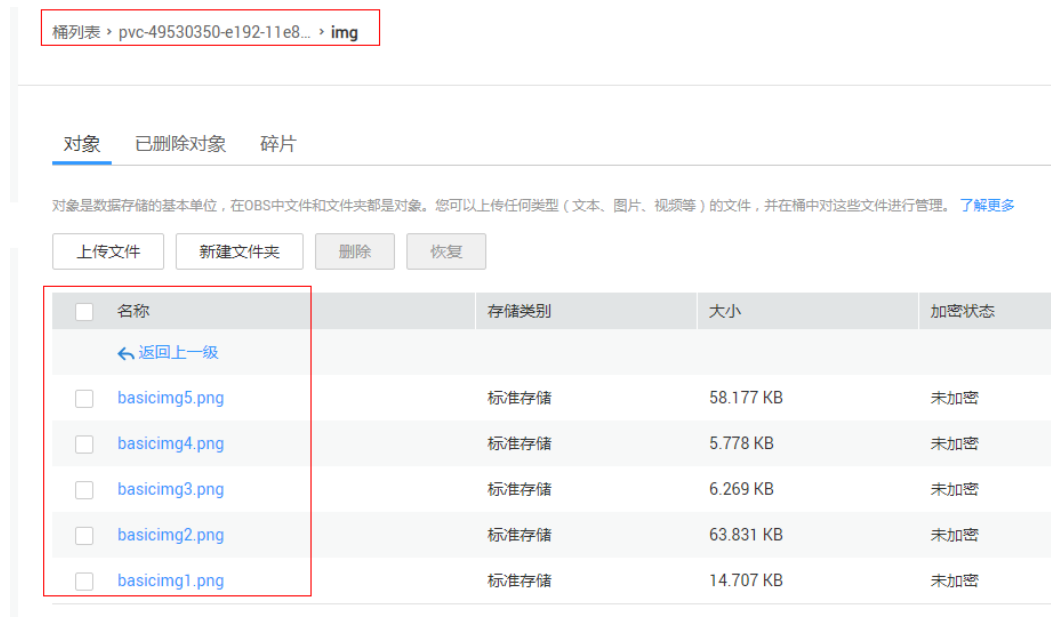 桶列表 › pvc-49530350-e192-11e8... › img
对象 已删除对象 碎片
对象是数据存储的基本单位，在OBS中文件和文件夹都是对象。您可以上传任何类型（文本、图片、视频等）的文件，并在桶中对这些文件进行管理。 了解更多
上传文件 新建文件夹 删除 恢复
名称 存储类别 大小 加密状态
返回上一级
basicimg5.png 标准存储 58.177 KB 未加密
basicimg4.png 标准存储 5.778 KB 未加密
basicimg3.png 标准存储 6.269 KB 未加密
basicimg2.png 标准存储 63.831 KB 未加密
basicimg1.png 标准存储 14.707 KB 未加密